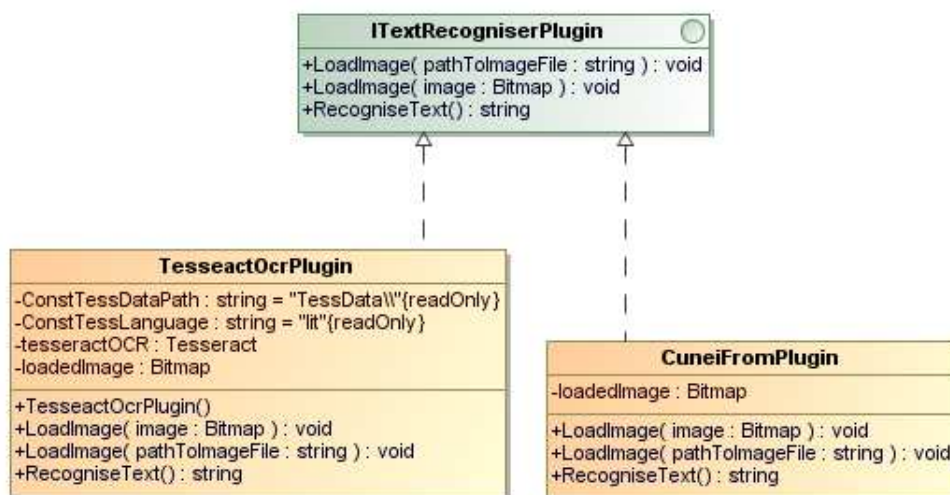 ITextRecogniserPlugin
+LoadImage( pathToImageFile : string ) : void
+LoadImage( image : Bitmap ) : void
+RecogniseText() : string
TesseactOcrPlugin
-ConstTessDataPath : string = "TessData\\"{readOnly}
-ConstTessLanguage : string = "lit"{readOnly}
-tesseractOCR : Tesseract
-loadedImage : Bitmap
+TesseactOcrPlugin()
+LoadImage( image : Bitmap ) : void
+LoadImage( pathToImageFile : string ) : void
+RecogniseText() : string
CuneiFromPlugin
-loadedImage : Bitmap
+LoadImage( image : Bitmap ) : void
+LoadImage( pathToImageFile : string ) : void
+RecogniseText() : string